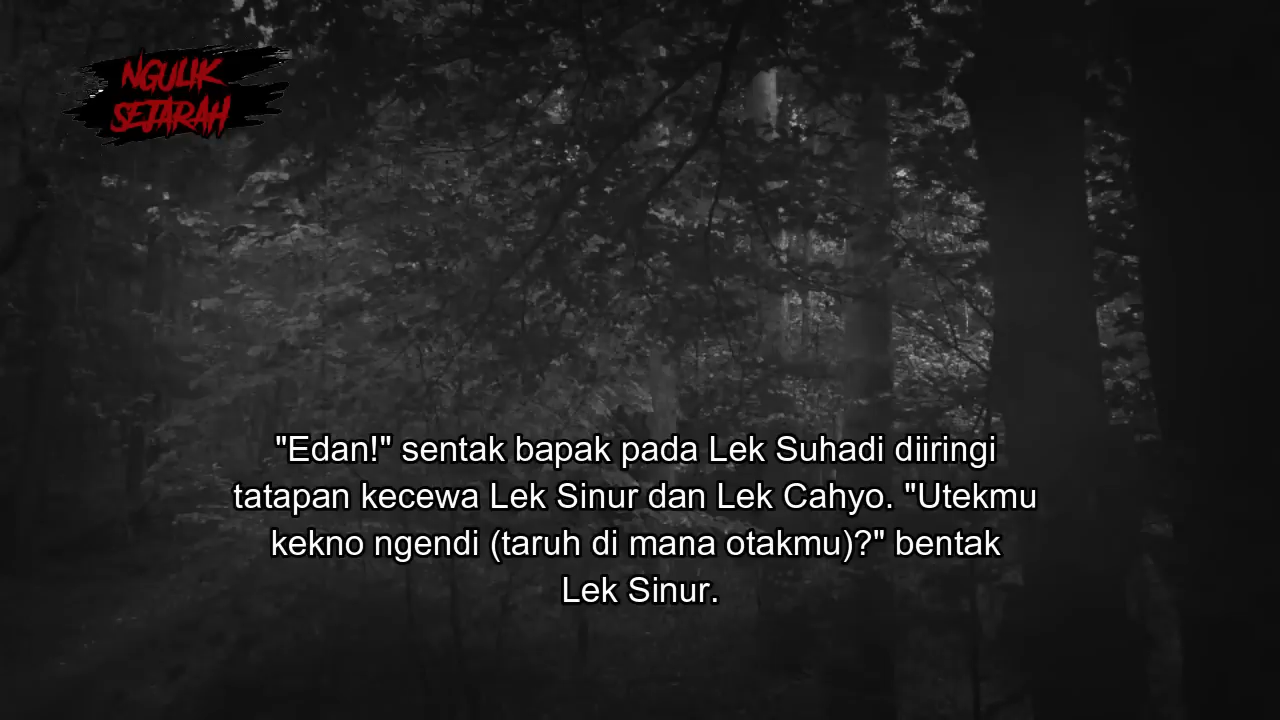 NGULIK
SEJARAH
"Edan!" sentak bapak pada Lek Suhadi diiringi
tatapan kecewa Lek Sinur dan Lek Cahyo. "Utekmu
kekno ngendi (taruh di mana otakmu)?" bentak
Lek Sinur.